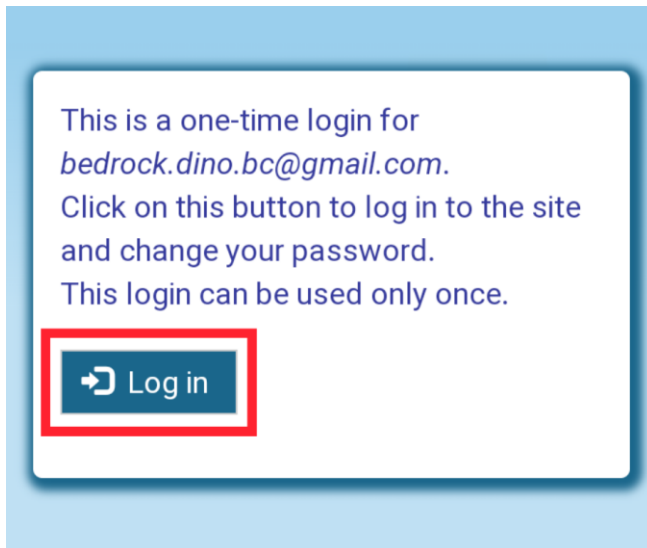 This is a one-time login for
bedrock.dino.bc@gmail.com.
Click on this button to log in to the site
and change your password.
This login can be used only once.
Log in